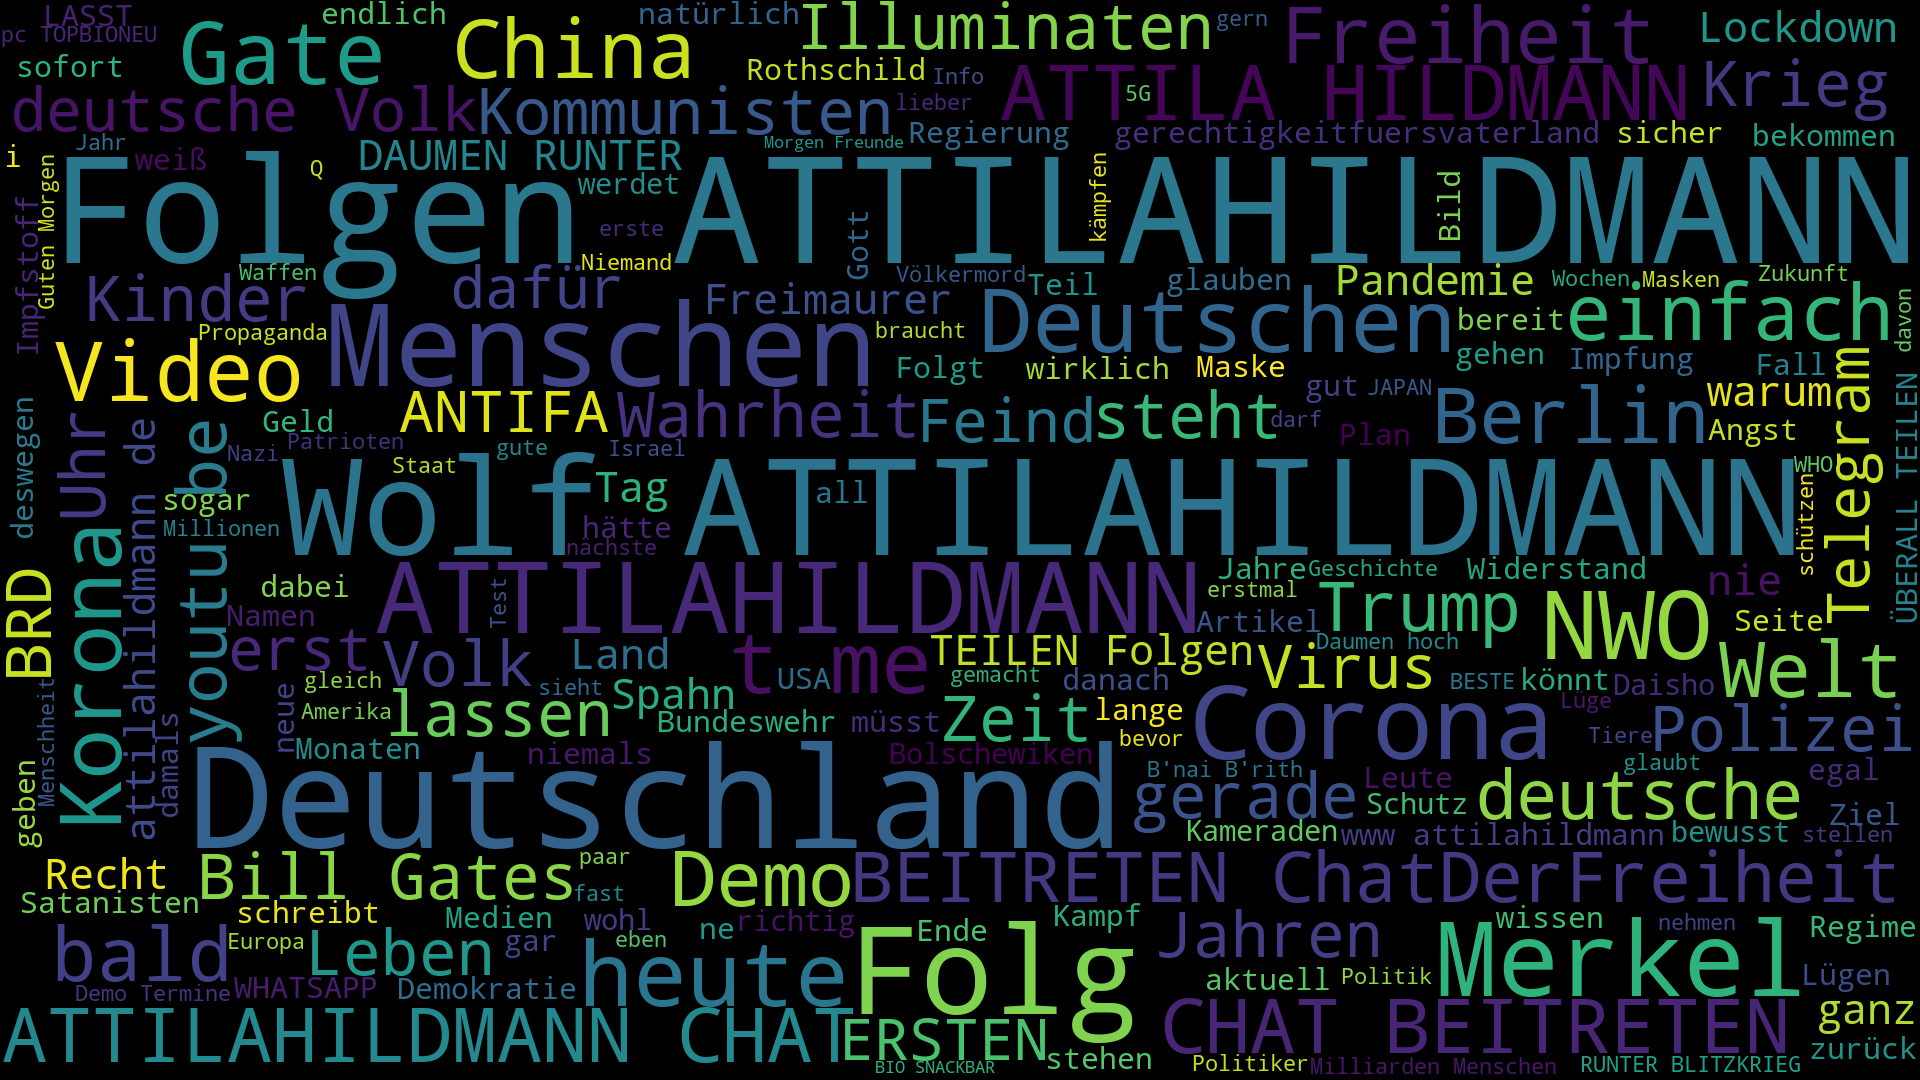 LASST
endlich
natürlich
Illuminaten
gern
Freiheit
Lockdown
pc TOPBIONEU
Gate
China
sofort
Rothschild
Info
ATTILA HILDMANN
Krieg
deutsche Volk
Kommunisten
lieber
5G
Jahr
Morgen Freunde
Regierung
gerechtigkeitfuersvaterland
sicher
bekommen
i
weiß
Q
DAUMEN RUNTER
werdet
Folgen ATTILAHILDMANN
kämpfen
Bild
Guten Morgen
Impfstoff
erste
Gott
Waffen
Niemand
Völkermord
Teil
glauben
Pandemie
Wochen
Masken
Zukunft
Kinder
dafür
Freimaurer
Deutschen
bereit
einfach
davon
Propaganda
Menschen
braucht
Video
Folgt
wirklich
Maske
gehen
Impfung
Fall
gut
JAPAN
warum
Telegram
ANTIFA
Wahrheit
Feind
steht
darf
Plan
Berlin
Angst
deswegen
Uhr
attilahildmann de
youtu be
Geld
Nazi
Patrioten
gute
Israel
Staat
WHO
ÜBERALL TEILEN
schützen
Wolf ATTILAHILDMANN
Tag
all
sogar
Millionen
hätte
nächste
Korona
BRD
dabei
ATTILAHILDMANN
Test
Jahre
Geschichte
Widerstand
nie
erstmal
Namen
Artikel
Trump
NWO
Seite
erst
Volk
Land
t me
TEILEN Folgen
Daumen hoch
Virus
Welt
gleich
sieht
USA
gemacht
danach
BESTE
könnt
Daisho
neue
Amerika
lassen
Spahn
Zeit
lange
Corona
Lüge
Menschheit
damals
Bundeswehr
müsst
Tiere
Polizei
Monaten
niemals
Bolschewiken
bevor
Deutschland
B'nai B'rith
Leute
glaubt
egal
geben
gerade
Schutz
deutsche
Ziel
Kameraden
www attilahildmann
bewusst
stellen
Recht
Bill Gates
paar
Demo
BEITRETEN ChatDerFreiheit
fast
Satanisten
schreibt
Medien
wohl
richtig
Kampf
wissen
nehmen
Regime
bald
Europa
Leben
gar
ne
eben
Folg
Ende
Jahren
Merkel
heute
aktuell
Politik
Lügen
Demo Termine
WHATSAPP
Demokratie
ganz
ATTILAHILDMANN CHAT
ERSTEN
CHAT BEITRETEN
zurück
stehen
BIO SNACKBAR
Politiker
Milliarden Menschen
RUNTER BLITZKRIEG